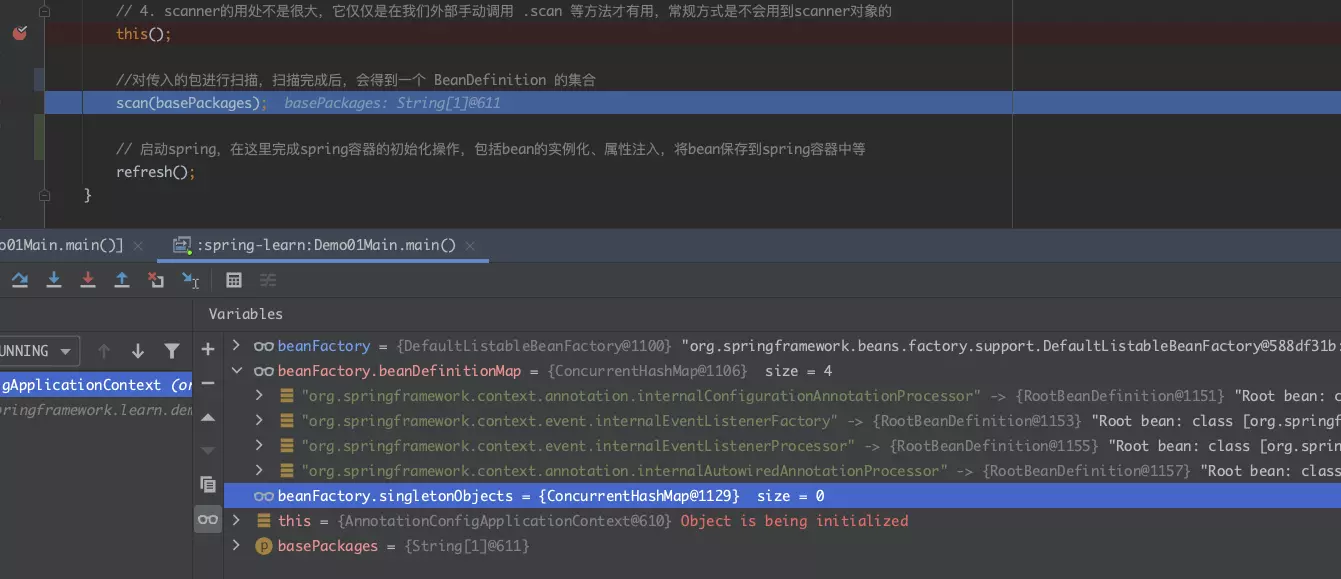 // 4. scanner的用处不是很大，它仅仅是在我们外部手动调用 .scan 等方法才有用，常规方式是不会用到scanner对象的
this();
//对传入的包进行扫描，扫描完成后，会得到一个 BeanDefinition 的集合
scan(basePackages);  basePackages: String[1]@611
// 启动spring，在这里完成spring容器的初始化操作，包括bean的实例化、属性注入，将bean保存到spring容器中等
refresh();
}
o01Main.main()] × :spring-learn:Demo01Main.main() ×
Variables
UNNING
beanFactory = {DefaultListableBeanFactory@1100} "org.springframework.beans.factory.support.DefaultListableBeanFactory@588df31b:
gApplicationContext (or
beanFactory.beanDefinitionMap = {ConcurrentHashMap@1106} size = 4
pringframework.learn.dem
"org.springframework.context.annotation.internalConfigurationAnnotationProcessor" -> {RootBeanDefinition@1151} "Root bean: c
"org.springframework.context.event.internalEventListenerFactory" -> {RootBeanDefinition@1153} "Root bean: class [org.springf
"org.springframework.context.event.internalEventListenerProcessor" -> {RootBeanDefinition@1155} "Root bean: class [org.sprin
"org.springframework.context.annotation.internalAutowiredAnnotationProcessor" -> {RootBeanDefinition@1157} "Root bean: class
beanFactory.singletonObjects = {ConcurrentHashMap@1129} size = 0
this = {AnnotationConfigApplicationContext@610} Object is being initialized
p basePackages = {String[1]@611}